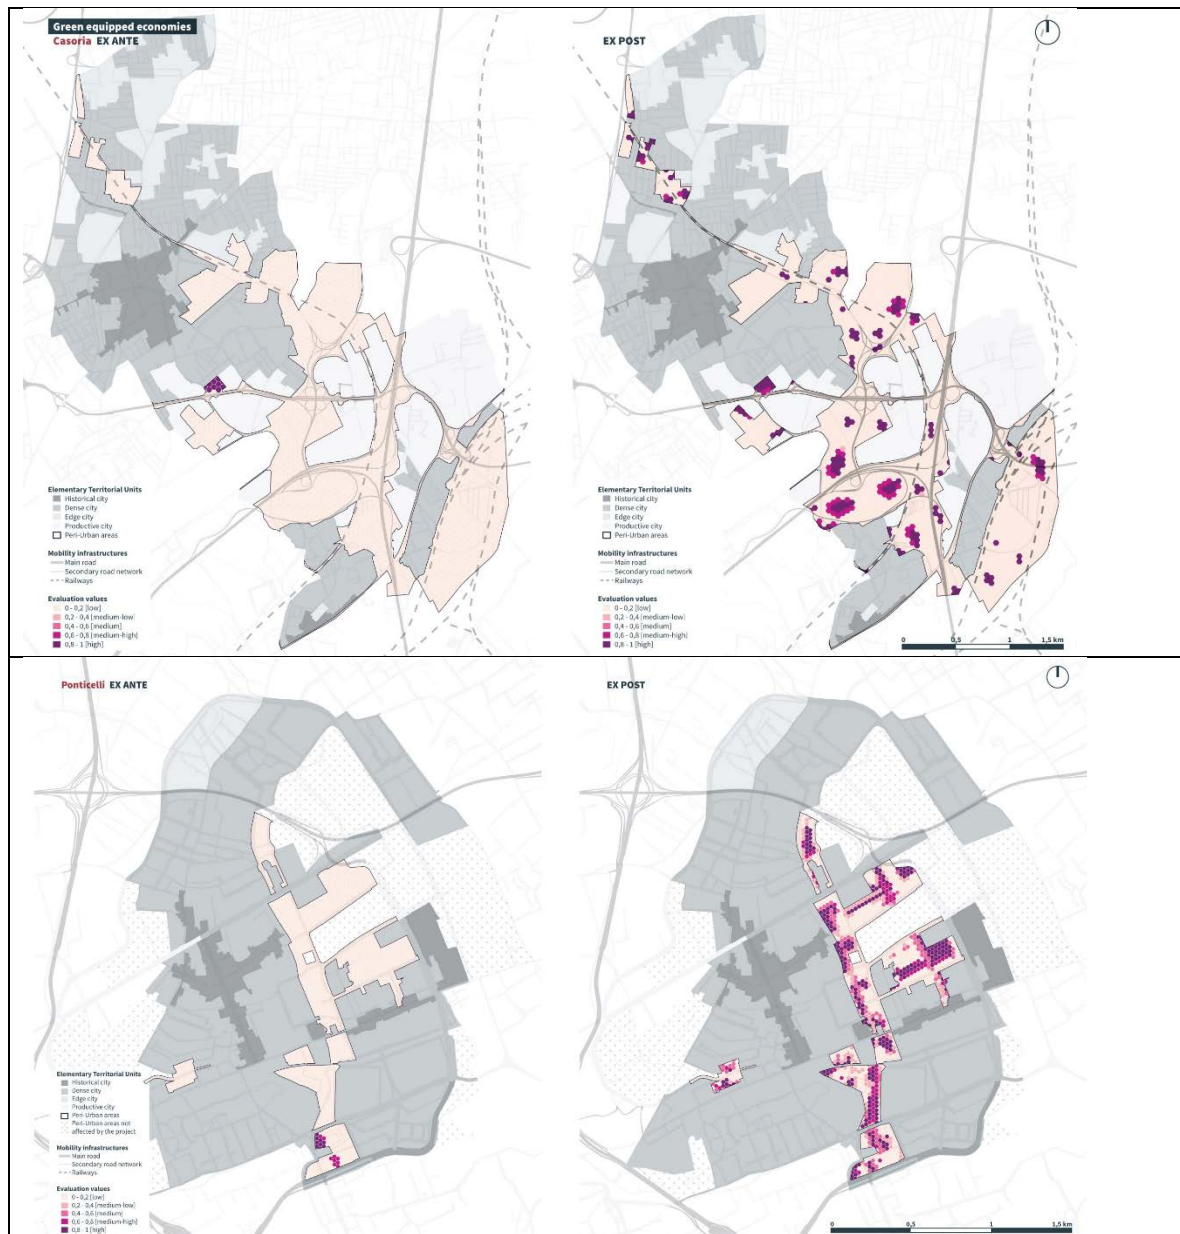 Green equipped economies
Casoria EX ANTE
EX POST
Elementary Territorial Units
Historical city
Dense city
Edge city
Productive city
Peri-Urban areas
Mobility infrastructures
Main road
Secondary road network
Railways
Evaluation values
0 - 0,2 [low]
0,2 - 0,4 [medium-low]
0,4 - 0,6 [medium]
0,6 - 0,8 [medium-high]
0,8 - 1 [high]
Elementary Territorial Units
Historical city
Dense city
Edge city
Productive city
Peri-Urban areas
Mobility infrastructures
Main road
Secondary road network
Railways
Evaluation values
0 - 0,2 [low]
0,2 - 0,4 [medium-low]
0,4 - 0,6 [medium]
0,6 - 0,8 [medium-high]
0,8 - 1 [high]
0 0,5 1 1,5 km
Ponticelli EX ANTE
EX POST
Elementary Territorial Units
Historical city
Dense city
Edge city
Productive city
Peri-Urban areas
Peri-Urban areas not
affected by the project
Mobility infrastructures
Main road
Secondary road network
Railways
Evaluation values
0 - 0,2 [low]
0,2 - 0,4 [medium-low]
0,4 - 0,6 [medium]
0,6 - 0,8 [medium-high]
0,8 - 1 [high]
0 0,5 1 1,5 km